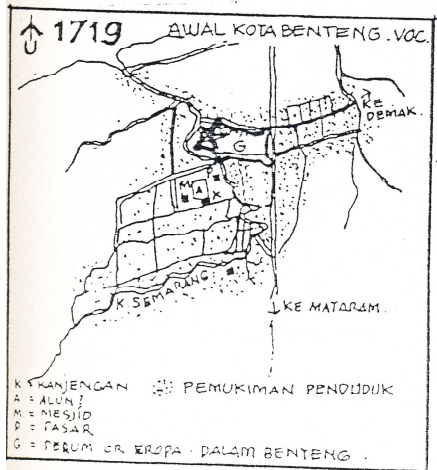 1719
AWAL KOTA BENTENG . VOC.
U
KE
DEMAK.
G
P
M
A
K
K. SEMARANG
KE MATARAM.
K = KANJENGAN
PEMUKIMAN PENDUDUK
A = ALUN²
M = MESJID
P = PASAR
G = PERUM OR EROPA . DALAM BENTENG .